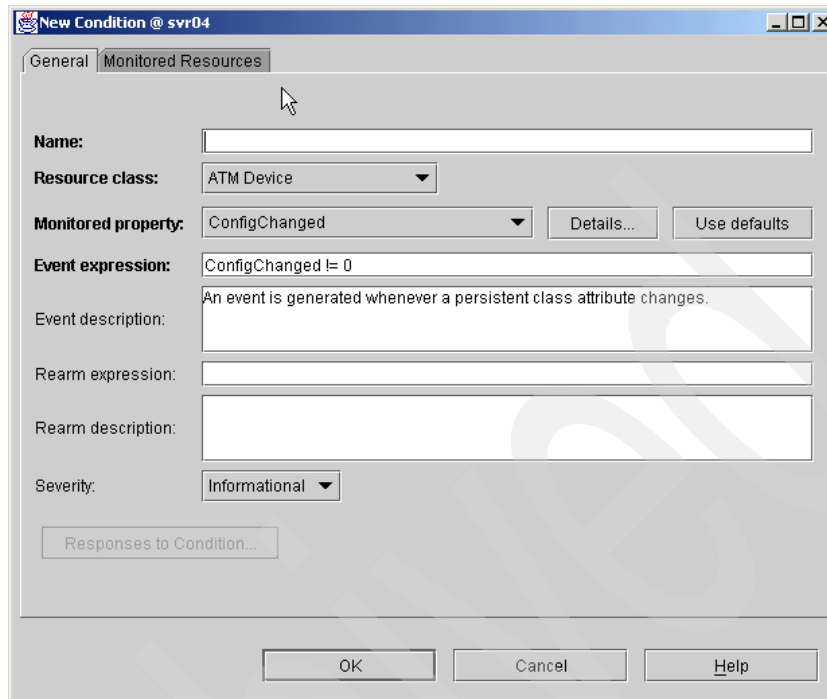 New Condition @ svr04
General Monitored Resources
Name:
Resource class: ATM Device
Monitored property: ConfigChanged Details... Use defaults
Event expression: ConfigChanged != 0
Event description: An event is generated whenever a persistent class attribute changes.
Rearm expression:
Rearm description:
Severity: Informational
Responses to Condition...
OK Cancel Help